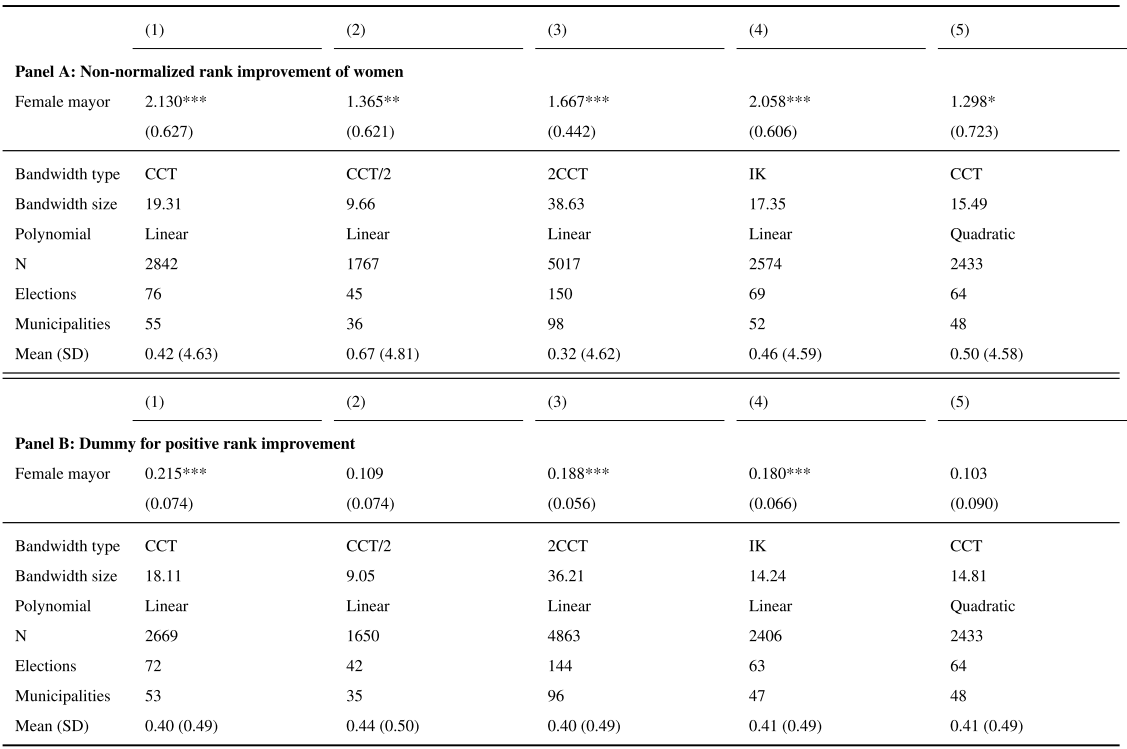 (1) (2) (3) (4) (5)
Panel A: Non-normalized rank improvement of women
Female mayor 2.130*** 1.365** 1.667*** 2.058*** 1.298*
(0.627) (0.621) (0.442) (0.606) (0.723)
Bandwidth type CCT CCT/2 2CCT IK CCT
Bandwidth size 19.31 9.66 38.63 17.35 15.49
Polynomial Linear Linear Linear Linear Quadratic
N 2842 1767 5017 2574 2433
Elections 76 45 150 69 64
Municipalities 55 36 98 52 48
Mean (SD) 0.42 (4.63) 0.67 (4.81) 0.32 (4.62) 0.46 (4.59) 0.50 (4.58)
(1) (2) (3) (4) (5)
Panel B: Dummy for positive rank improvement
Female mayor 0.215*** 0.109 0.188*** 0.180*** 0.103
(0.074) (0.074) (0.056) (0.066) (0.090)
Bandwidth type CCT CCT/2 2CCT IK CCT
Bandwidth size 18.11 9.05 36.21 14.24 14.81
Polynomial Linear Linear Linear Linear Quadratic
N 2669 1650 4863 2406 2433
Elections 72 42 144 63 64
Municipalities 53 35 96 47 48
Mean (SD) 0.40 (0.49) 0.44 (0.50) 0.40 (0.49) 0.41 (0.49) 0.41 (0.49)